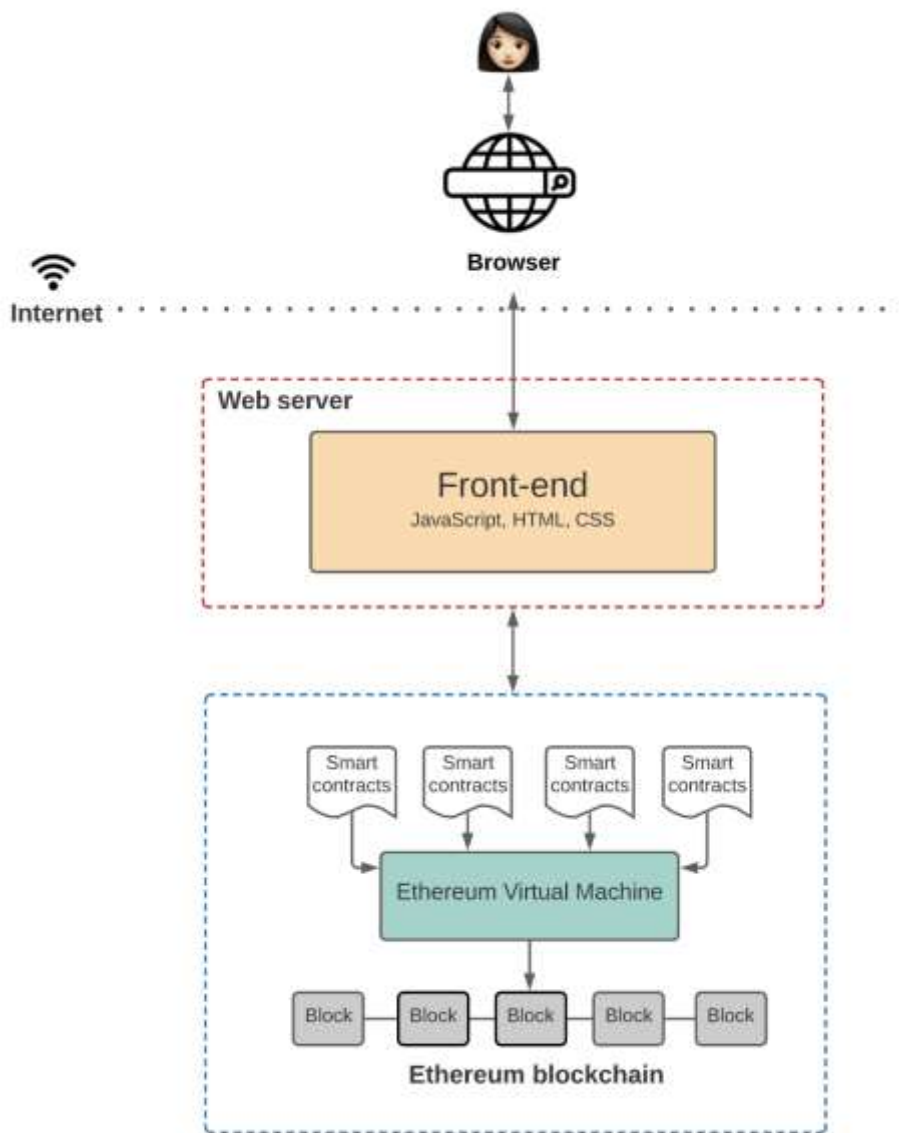 Browser
Internet
Web server
Front-end
JavaScript, HTML, CSS
Smart
contracts
Smart
contracts
Smart
contracts
Smart
contracts
Ethereum Virtual Machine
Block
Block
Block
Block
Block
Ethereum blockchain